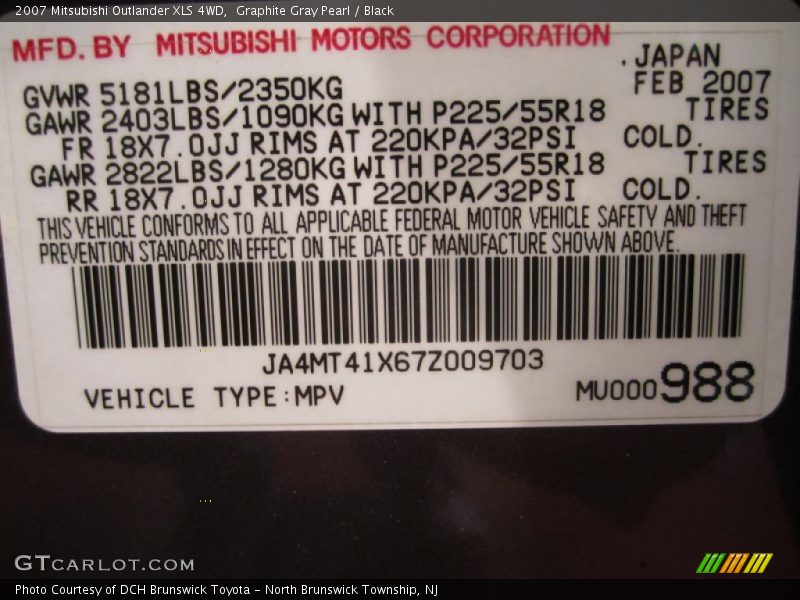 2007 Mitsubishi Outlander XLS 4WD,  Graphite Gray Pearl / Black
MFD. BY MITSUBISHI MOTORS CORPORATION
.JAPAN
GVWR 5181LBS/2350KG FEB 2007
GAWR 2403LBS/1090KG WITH P225/55R18 TIRES
FR 18X7.0JJ RIMS AT 220KPA/32PSI COLD.
GAWR 2822LBS/1280KG WITH P225/55R18 TIRES
RR 18X7.0JJ RIMS AT 220KPA/32PSI COLD.
THIS VEHICLE CONFORMS TO ALL APPLICABLE FEDERAL MOTOR VEHICLE SAFETY AND THEFT
PREVENTION STANDARDS IN EFFECT ON THE DATE OF MANUFACTURE SHOWN ABOVE.
JA4MT41X67Z009703
VEHICLE TYPE:MPV MU000988
GTCARLOT.COM
Photo Courtesy of DCH Brunswick Toyota - North Brunswick Township, NJ